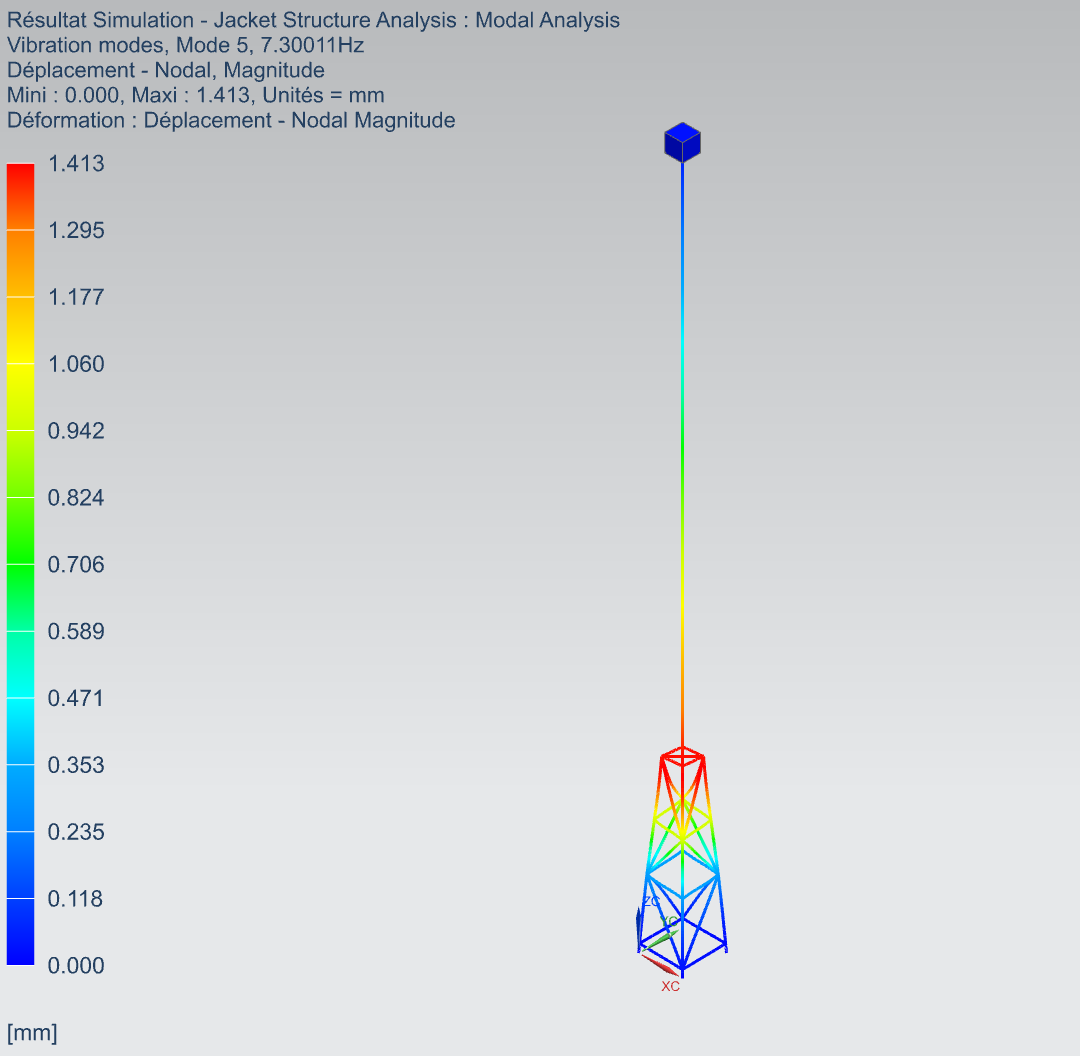 Résultat Simulation - Jacket Structure Analysis : Modal Analysis
Vibration modes, Mode 5, 7.30011Hz
Déplacement - Nodal, Magnitude
Mini : 0.000, Maxi : 1.413, Unités = mm
Déformation : Déplacement - Nodal Magnitude
1.413
1.295
1.177
1.060
0.942
0.824
0.706
0.589
0.471
0.353
0.235
0.118
0.000
[mm]
ZC
YC
XC